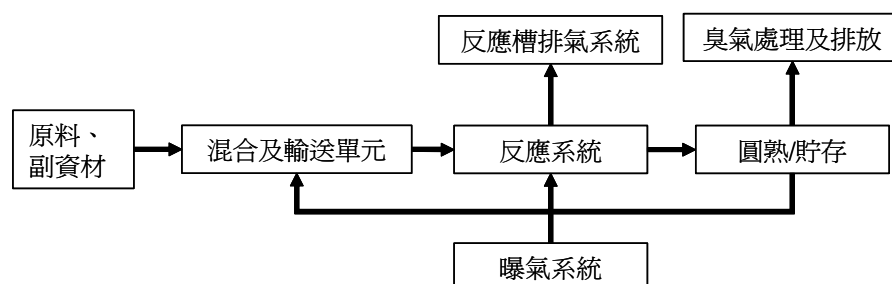 反應槽排氣系統
臭氣處理及排放
原料、
副資材
混合及輸送單元
反應系統
圓熟/貯存
曝氣系統